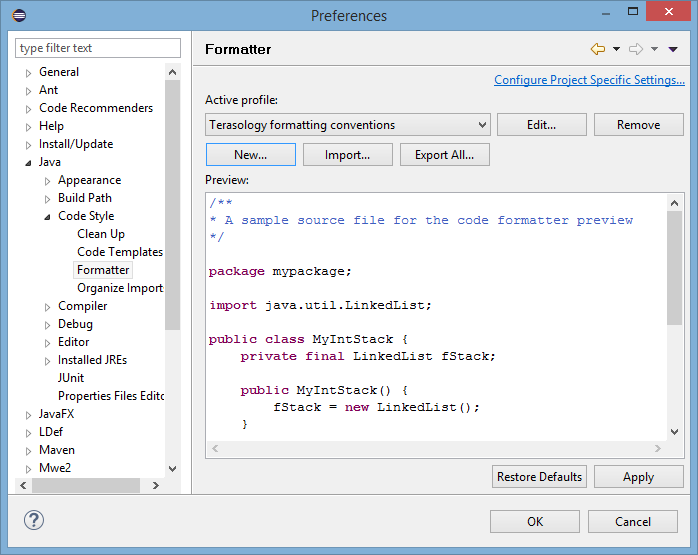 Preferences
type filter text
General
Ant
Code Recommenders
Help
Install/Update
Java
Appearance
Build Path
Code Style
Clean Up
Code Templates
Formatter
Organize Import
Compiler
Debug
Editor
Installed JREs
JUnit
Properties Files Edito
JavaFX
LDef
Maven
Mwe2
Formatter
Configure Project Specific Settings...
Active profile:
Terasology formatting conventions
Edit...
Remove
New...
Import...
Export All...
Preview:
/**
* A sample source file for the code formatter preview
*/
package mypackage;
import java.util.LinkedList;
public class MyIntStack {
private final LinkedList fStack;
public MyIntStack() {
fStack = new LinkedList();
}
Restore Defaults
Apply
?
OK
Cancel